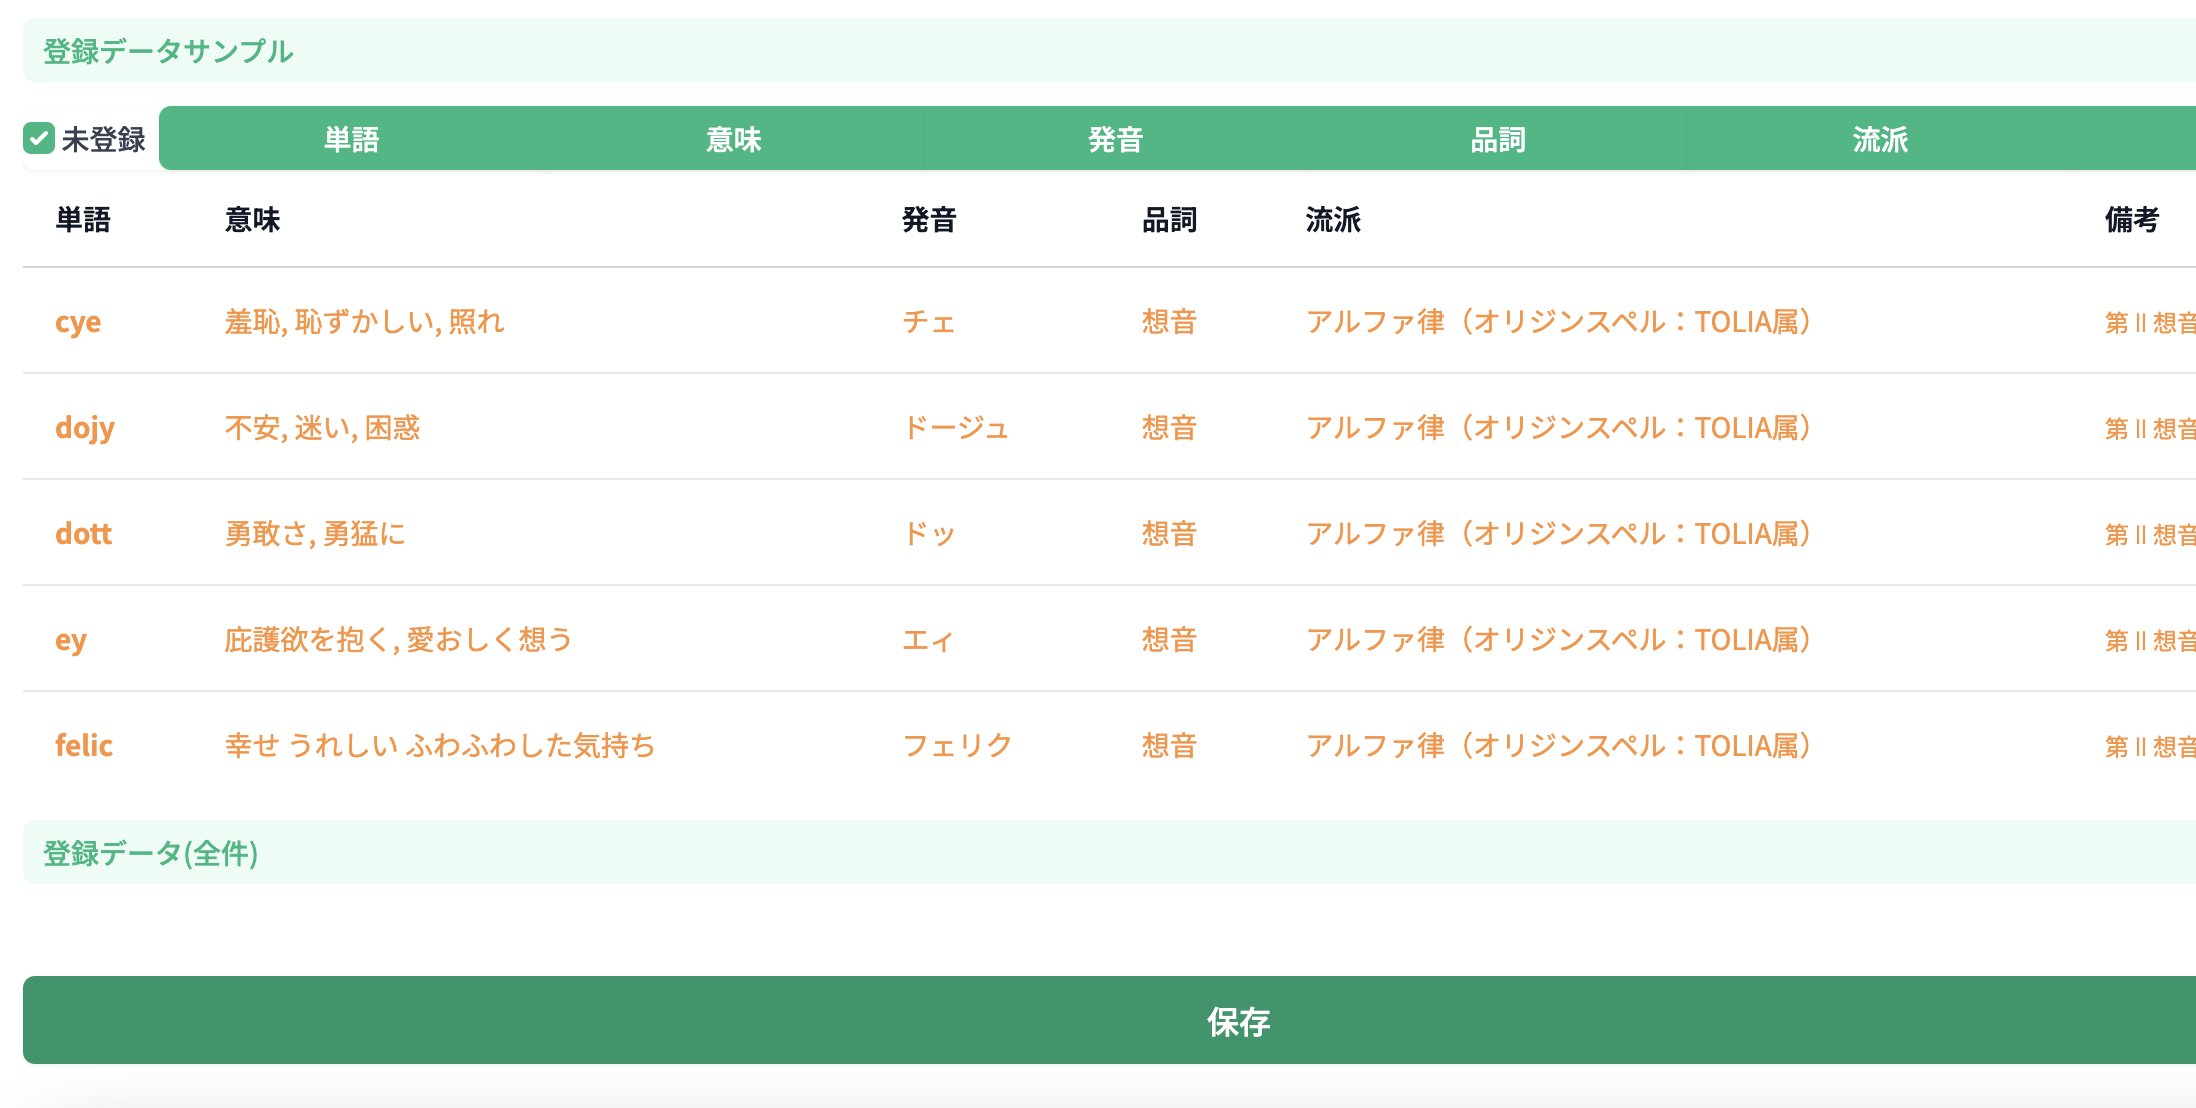 登録データサンプル
未登録 単語 意味 発音 品詞 流派
単語 意味 発音 品詞 流派 備考
cye 羞恥, 恥ずかしい, 照れ チェ 想音 アルファ律（オリジンスペル：TOLIA属） 第Ⅱ想音
dojy 不安, 迷い, 困惑 ドージュ 想音 アルファ律（オリジンスペル：TOLIA属） 第Ⅱ想音
dott 勇敢さ, 勇猛に ドッ 想音 アルファ律（オリジンスペル：TOLIA属） 第Ⅱ想音
ey 庇護欲を抱く, 愛おしく想う エィ 想音 アルファ律（オリジンスペル：TOLIA属） 第Ⅱ想音
felic 幸せ うれしい ふわふわした気持ち フェリク 想音 アルファ律（オリジンスペル：TOLIA属） 第Ⅱ想音
登録データ(全件)
保存